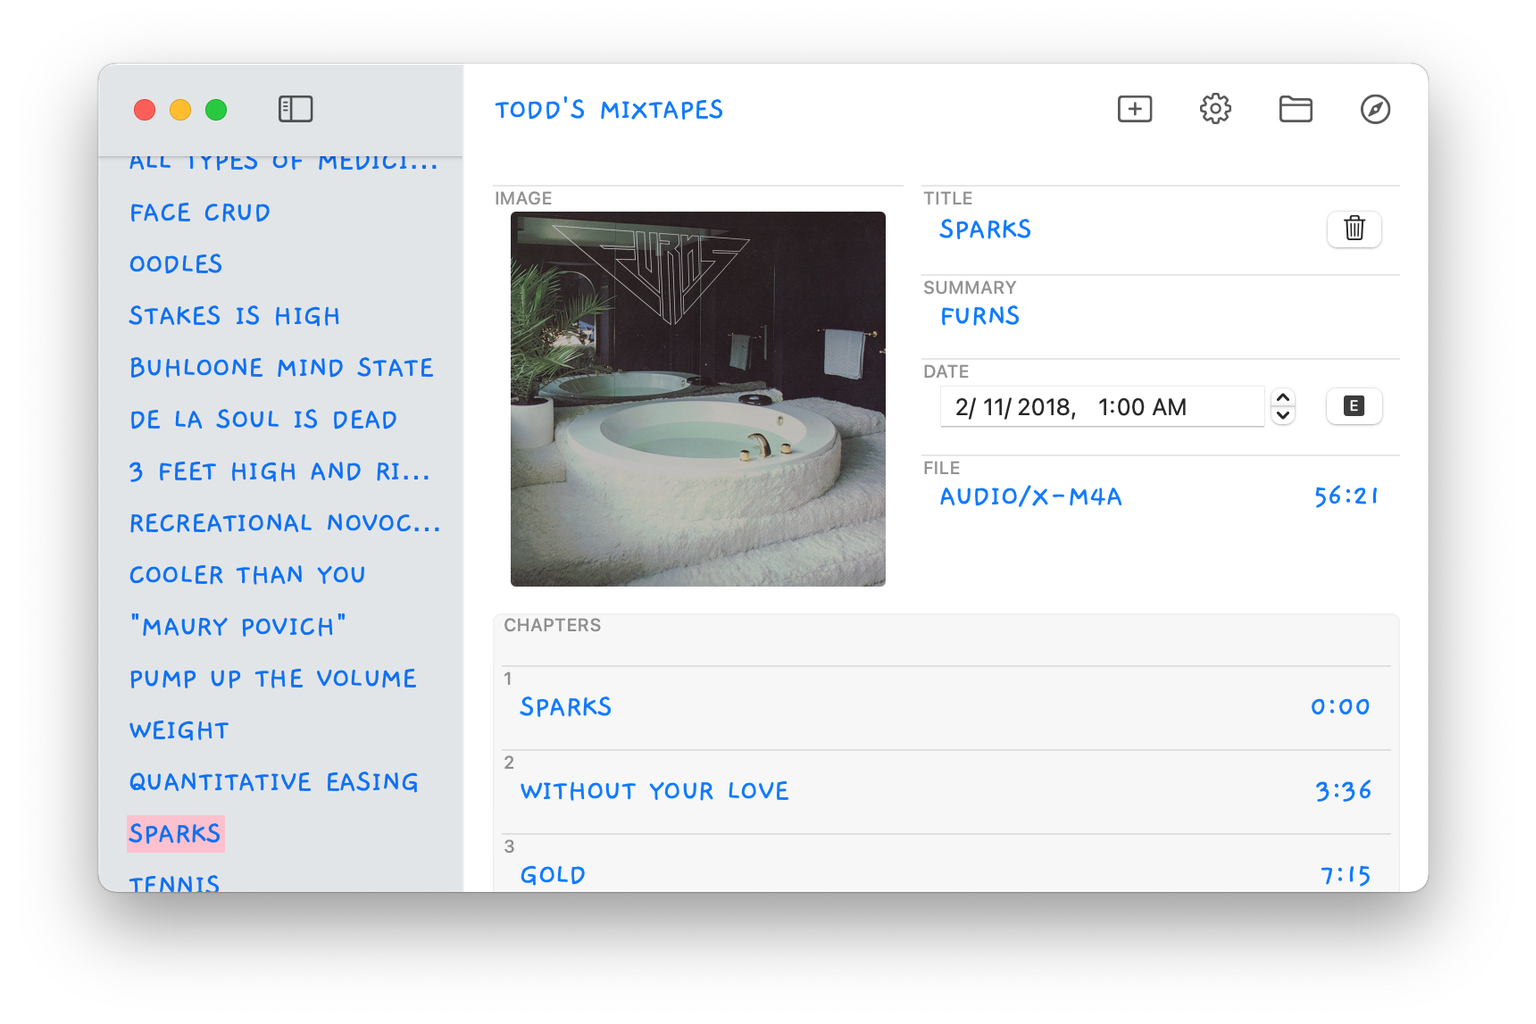 TODD'S MIXTAPES
ALL TYPES OF MEDICI...
FACE CRUD
OODLES
STAKES IS HIGH
BUHLOONE MIND STATE
DE LA SOUL IS DEAD
3 FEET HIGH AND RI...
RECREATIONAL NOVOC...
COOLER THAN YOU
"MAURY POVICH"
PUMP UP THE VOLUME
WEIGHT
QUANTITATIVE EASING
SPARKS
TENNIS
IMAGE
FURNS
TITLE
SPARKS
SUMMARY
FURNS
DATE
2/ 11/ 2018, 1:00 AM
E
FILE
AUDIO/X-M4A 56:21
CHAPTERS
1
SPARKS 0:00
2
WITHOUT YOUR LOVE 3:36
3
GOLD 7:15